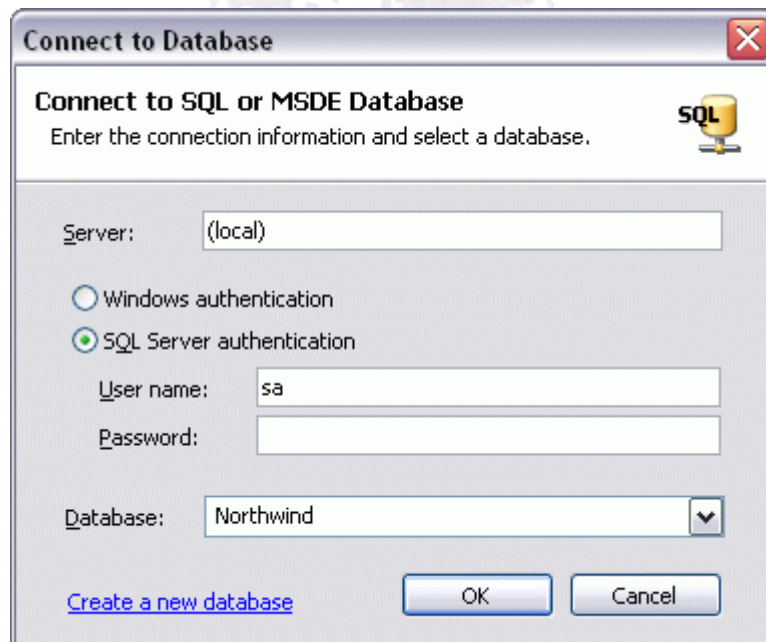 Connect to Database
Connect to SQL or MSDE Database
SQL
Enter the connection information and select a database.
Server: (local)
Windows authentication
SQL Server authentication
User name: sa
Password:
Database: Northwind
Create a new database OK Cancel